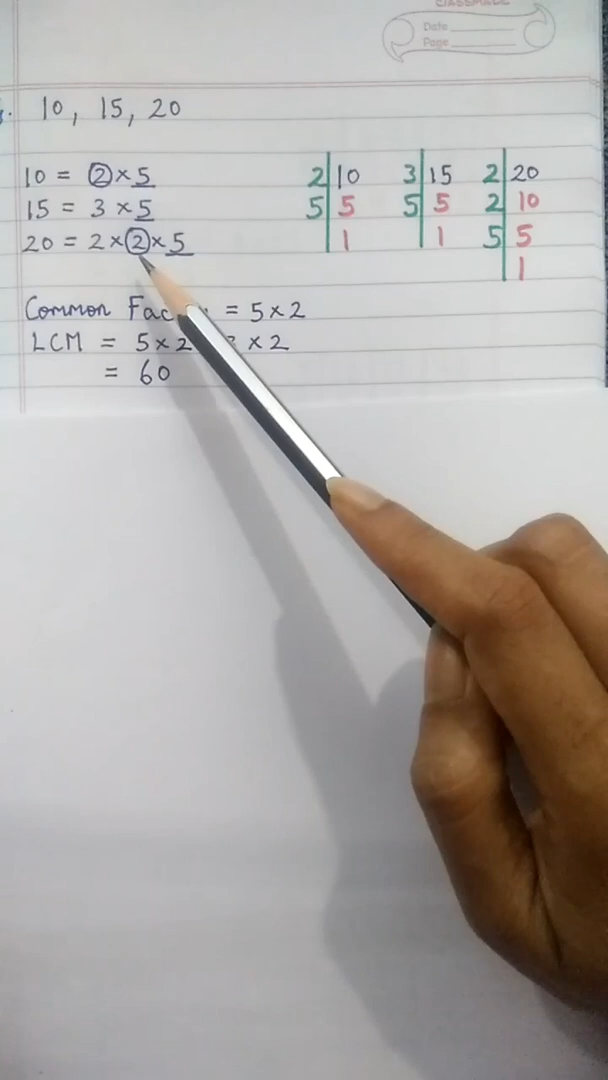 CLASSMATE
Date
Page
10, 15, 20
10 = 2 × 5
15 = 3 × 5
20 = 2 × 2 × 5
2 | 10
5 | 5
1
3 | 15
5 | 5
1
2 | 20
2 | 10
5 | 5
1
Common = 5 × 2
LCM = 5 × 2 × 2
= 60